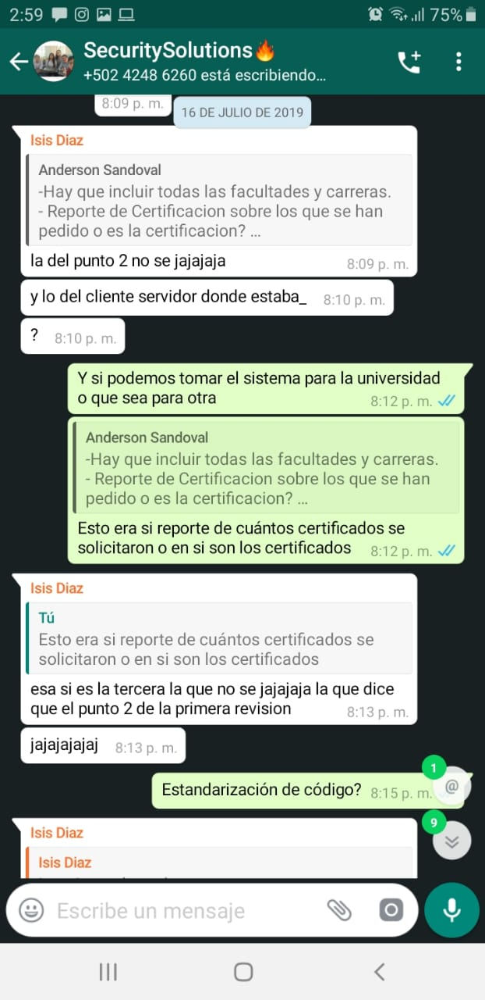 2:59
75%
SecuritySolutions🔥
+502 4248 6260 está escribiendo...
8:09 p. m.
16 DE JULIO DE 2019
Isis Diaz
Anderson Sandoval
-Hay que incluir todas las facultades y carreras.
- Reporte de Certificacion sobre los que se han
pedido o es la certificacion? ...
la del punto 2 no se jajajaja
8:09 p. m.
y lo del cliente servidor donde estaba_
8:10 p. m.
?
8:10 p. m.
Y si podemos tomar el sistema para la universidad
o que sea para otra
8:12 p. m.
Anderson Sandoval
-Hay que incluir todas las facultades y carreras.
- Reporte de Certificacion sobre los que se han
pedido o es la certificacion? ...
Esto era si reporte de cuántos certificados se
solicitaron o en si son los certificados
8:12 p. m.
Isis Diaz
Tú
Esto era si reporte de cuántos certificados se
solicitaron o en si son los certificados
esa si es la tercera la que no se jajajaja la que dice
que el punto 2 de la primera revision
8:13 p. m.
jajajajajaj
8:13 p. m.
1
@
Estandarización de código?
8:15 p. m.
9
Isis Diaz
Isis Diaz
Escribe un mensaje